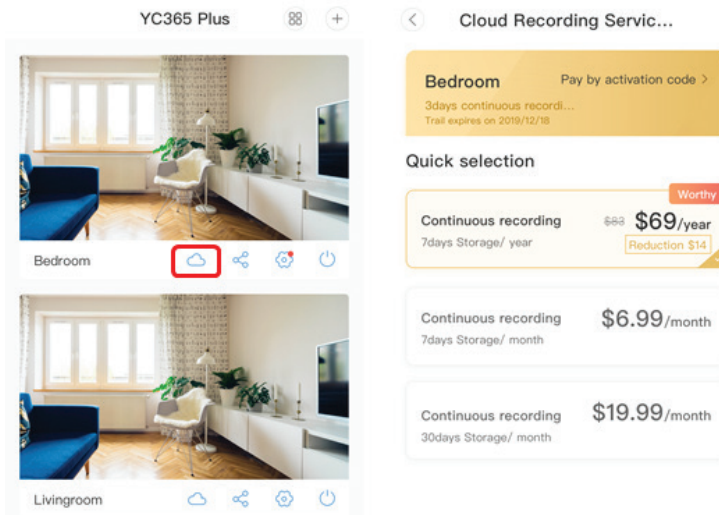 YC365 Plus
Bedroom
Livingroom
Cloud Recording Servic...
Bedroom
Pay by activation code >
3days continuous recordi...
Trail expires on 2019/12/18
Quick selection
Worthy
Continuous recording
$83 $69/year
7days Storage/ year
Reduction $14
Continuous recording
$6.99/month
7days Storage/ month
Continuous recording
$19.99/month
30days Storage/ month